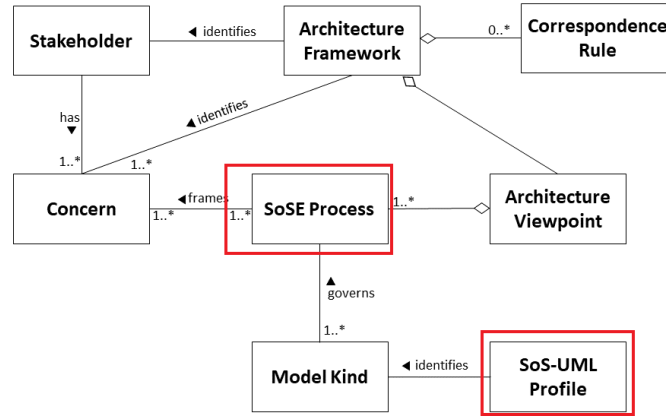 Stakeholder
◄ identifies
Architecture
Framework
0..*
Correspondence
Rule
has
▼
◄ identifies
1..*
1..*
Concern
◄ frames
1..*
1..*
SoSE Process
1..*
Architecture
Viewpoint
▲
governs
1..*
Model Kind
◄ identifies
SoS-UML
Profile